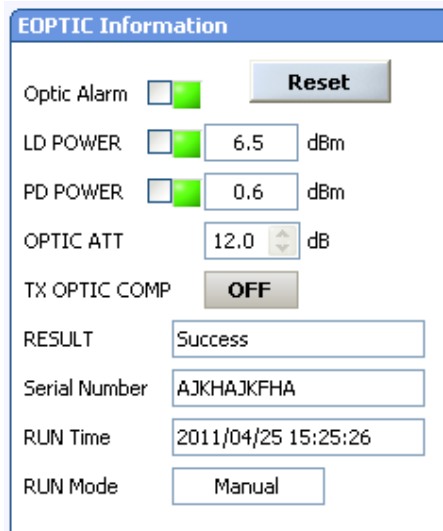 EOPTIC Information
Optic Alarm Reset
LD POWER 6.5 dBm
PD POWER 0.6 dBm
OPTIC ATT 12.0 dB
TX OPTIC COMP OFF
RESULT Success
Serial Number AJKHAJKFHA
RUN Time 2011/04/25 15:25:26
RUN Mode Manual